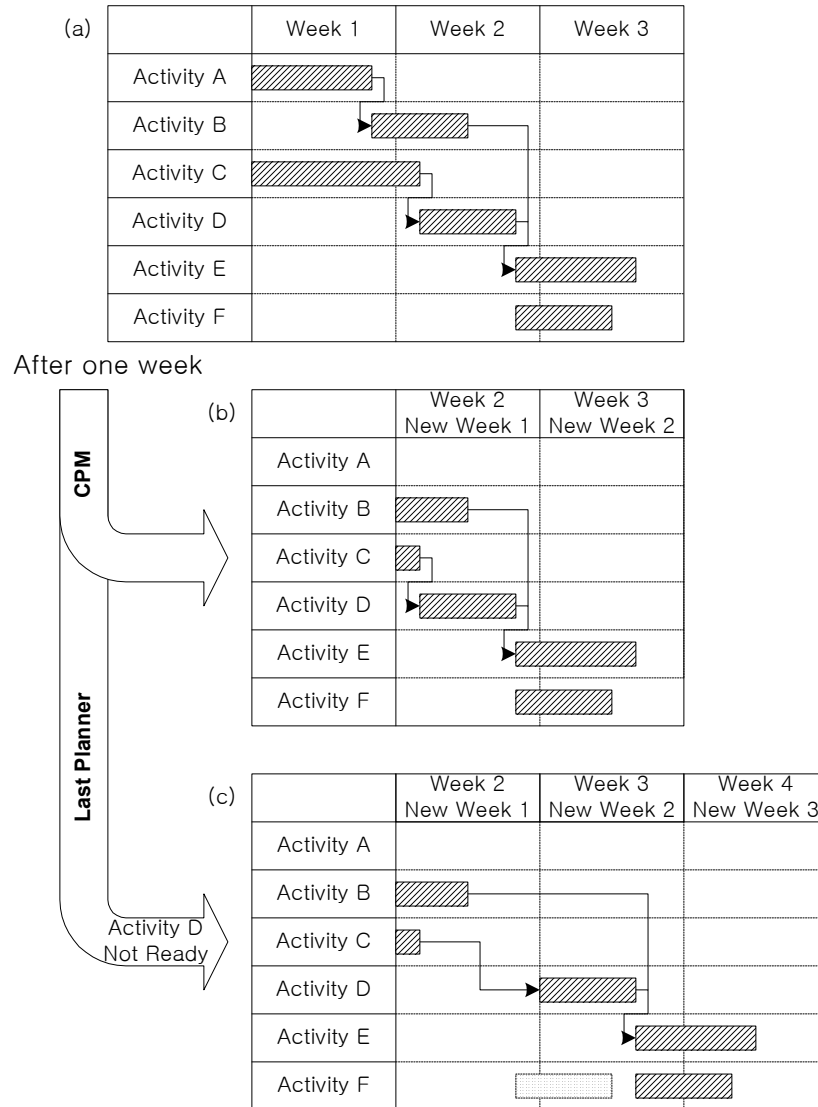 (a)
Week 1 Week 2 Week 3
Activity A
Activity B
Activity C
Activity D
Activity E
Activity F
After one week
CPM
(b)
Week 2 Week 3
New Week 1 New Week 2
Activity A
Activity B
Activity C
Activity D
Activity E
Activity F
Last Planner
Activity D
Not Ready
(c)
Week 2 Week 3 Week 4
New Week 1 New Week 2 New Week 3
Activity A
Activity B
Activity C
Activity D
Activity E
Activity F